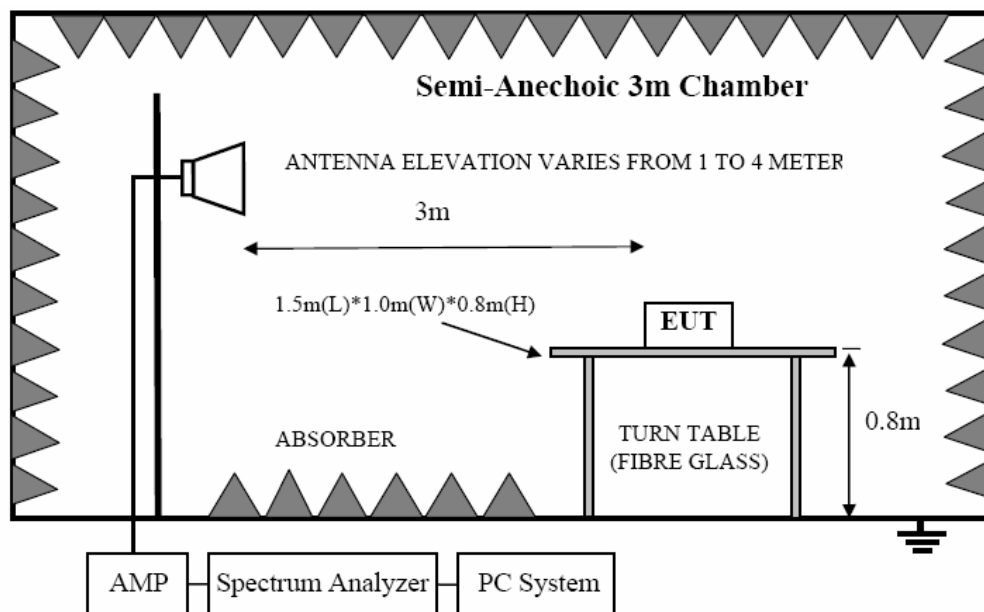 Semi-Anechoic 3m Chamber
ANTENNA ELEVATION VARIES FROM 1 TO 4 METER
3m
1.5m(L)*1.0m(W)*0.8m(H)
EUT
0.8m
ABSORBER
TURN TABLE
(FIBRE GLASS)
AMP
Spectrum Analyzer
PC System